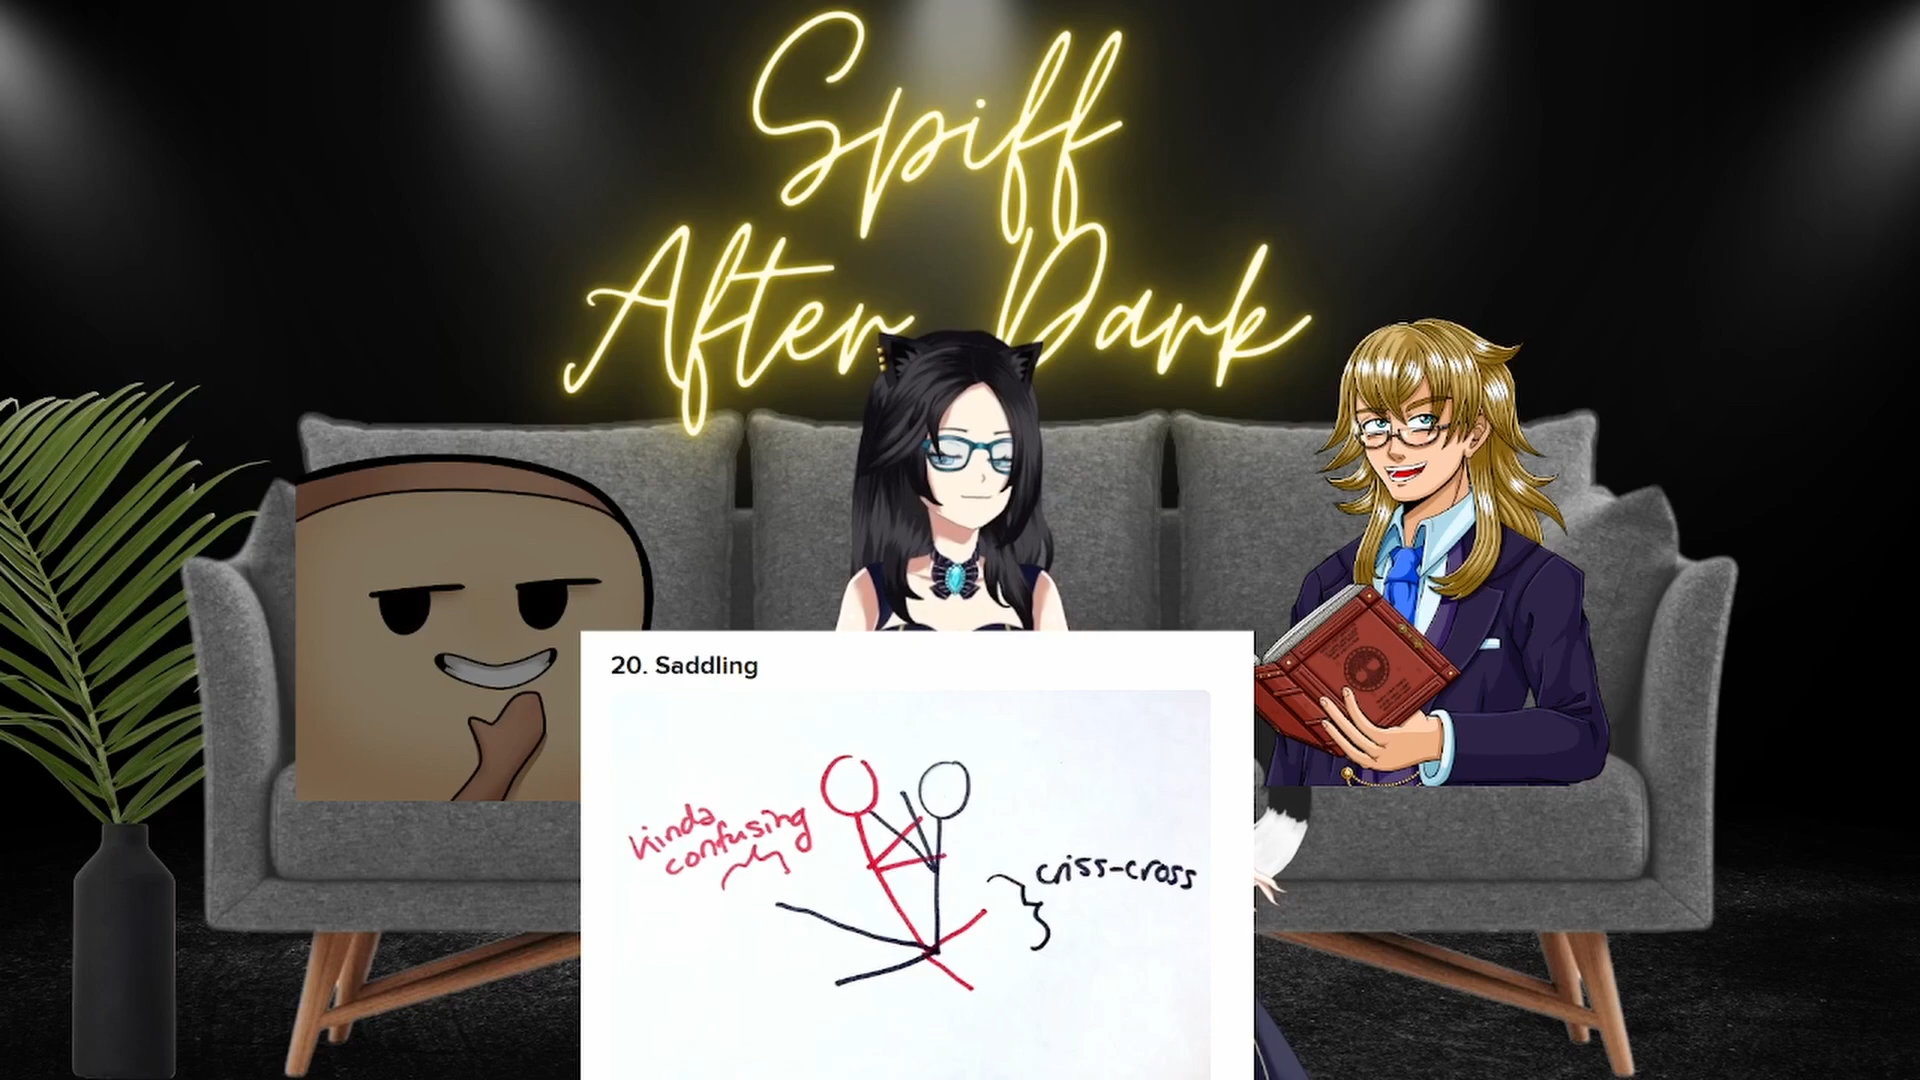 Spiff
After Dark
20. Saddling
kinda
confusing
criss-cross